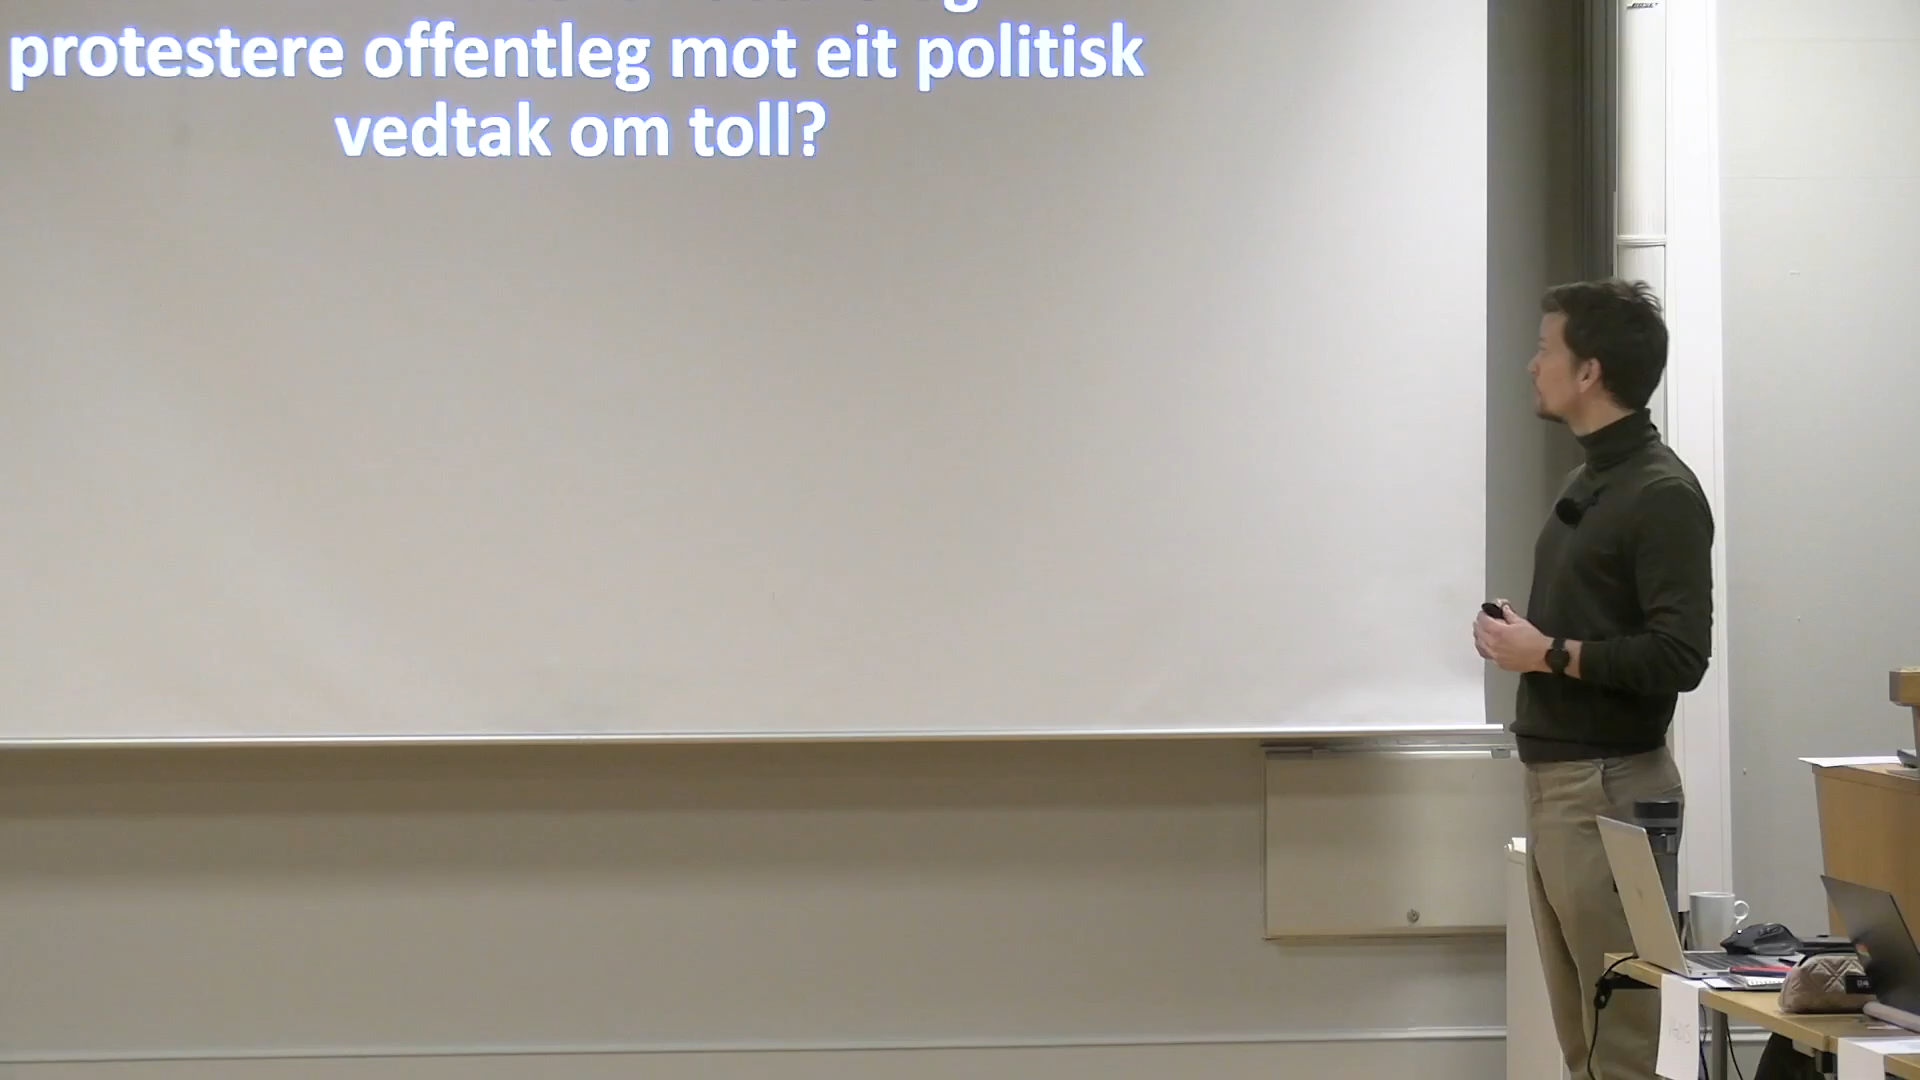 protestere offentleg mot eit politisk
vedtak om toll?